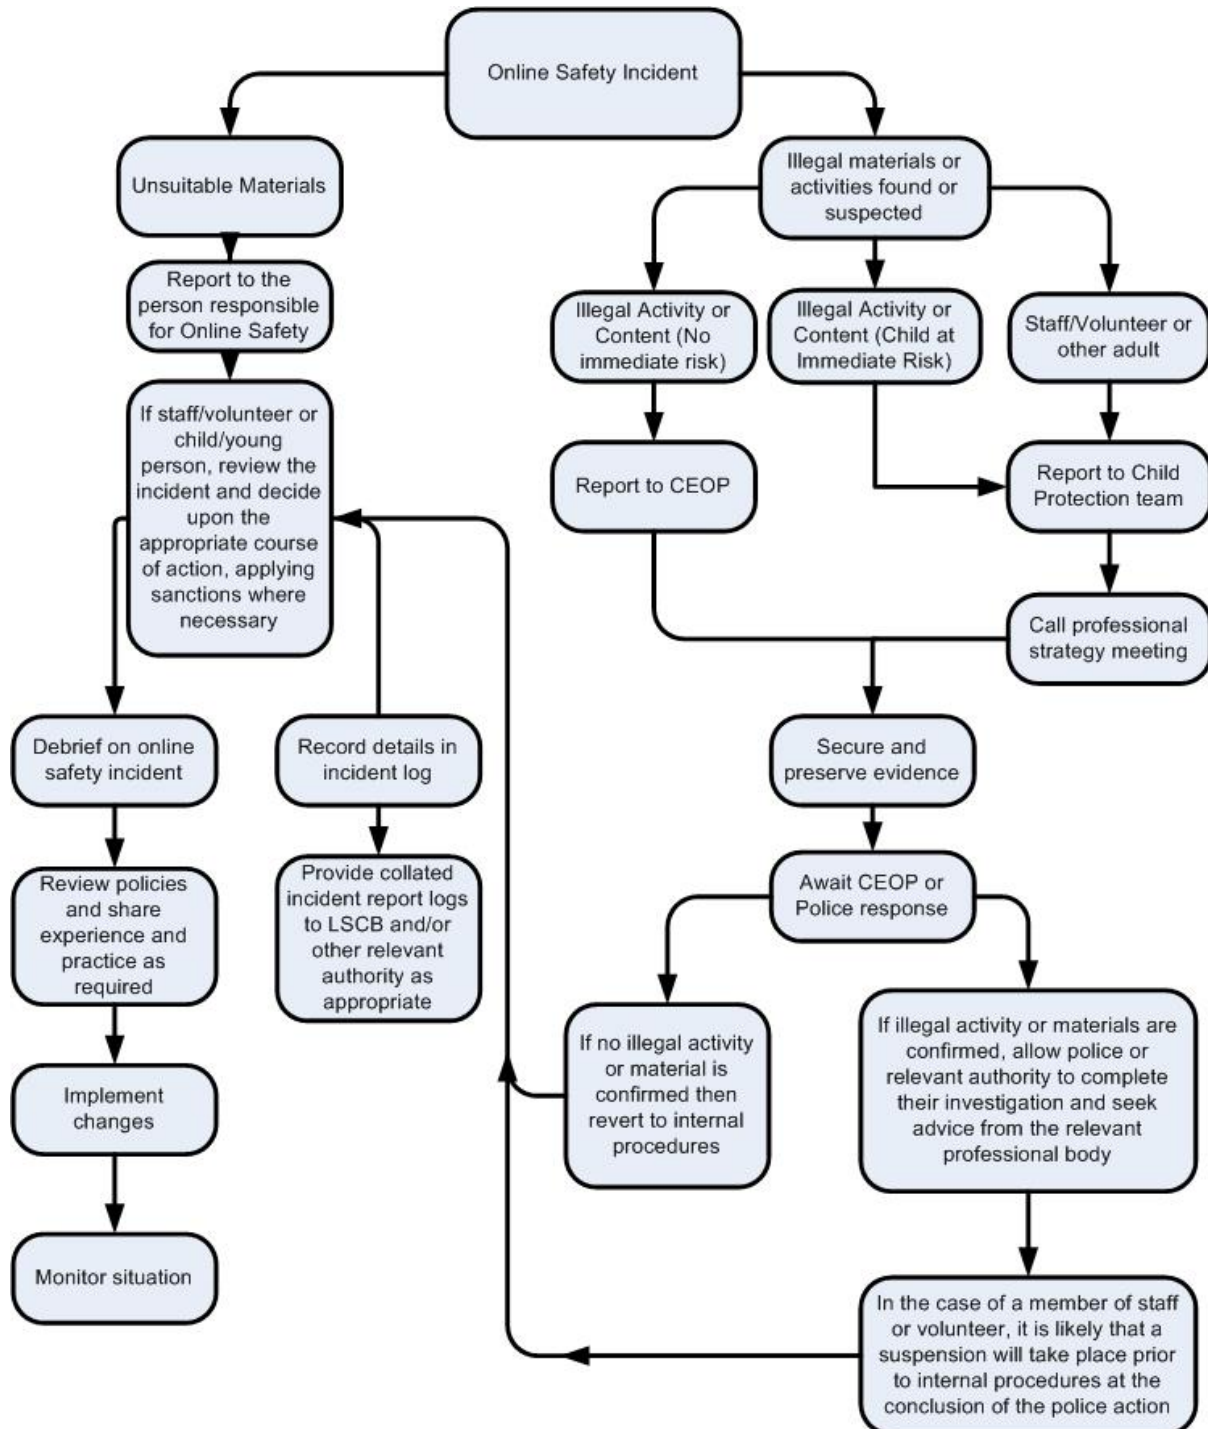 Online Safety Incident
Unsuitable Materials
Report to the
person responsible
for Online Safety
If staff/volunteer or
child/young
person, review the
incident and decide
upon the
appropriate course
of action, applying
sanctions where
necessary
Debrief on online
safety incident
Review policies
and share
experience and
practice as
required
Implement
changes
Monitor situation
Record details in
incident log
Provide collated
incident report logs
to LSCB and/or
other relevant
authority as
appropriate
Illegal materials or
activities found or
suspected
Illegal Activity or
Content (No
immediate risk)
Illegal Activity or
Content (Child at
Immediate Risk)
Staff/Volunteer or
other adult
Report to CEOP
Report to Child
Protection team
Call professional
strategy meeting
Secure and
preserve evidence
Await CEOP or
Police response
If no illegal activity
or material is
confirmed then
revert to internal
procedures
If illegal activity or materials are
confirmed, allow police or
relevant authority to complete
their investigation and seek
advice from the relevant
professional body
In the case of a member of staff
or volunteer, it is likely that a
suspension will take place prior
to internal procedures at the
conclusion of the police action